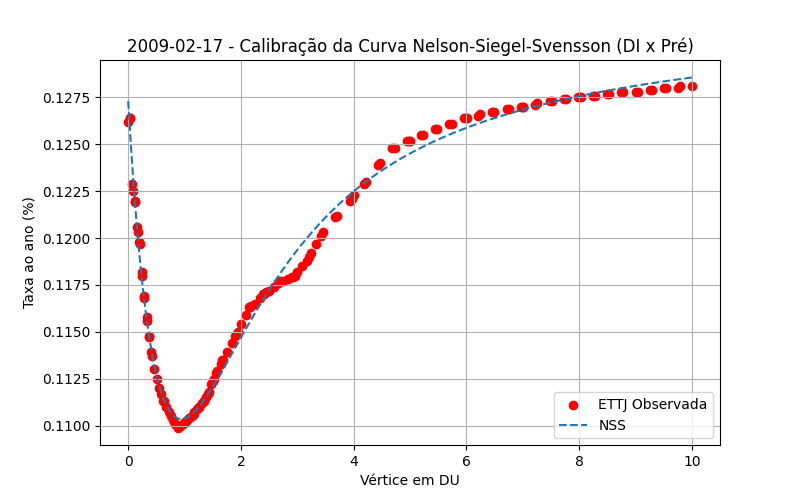 2009-02-17 - Calibração da Curva Nelson-Siegel-Svensson (DI x Pré)
Taxa ao ano (%)
0.1275
0.1250
0.1225
0.1200
0.1175
0.1150
0.1125
0.1100
ETTJ Observada
NSS
0 2 4 6 8 10
Vértice em DU